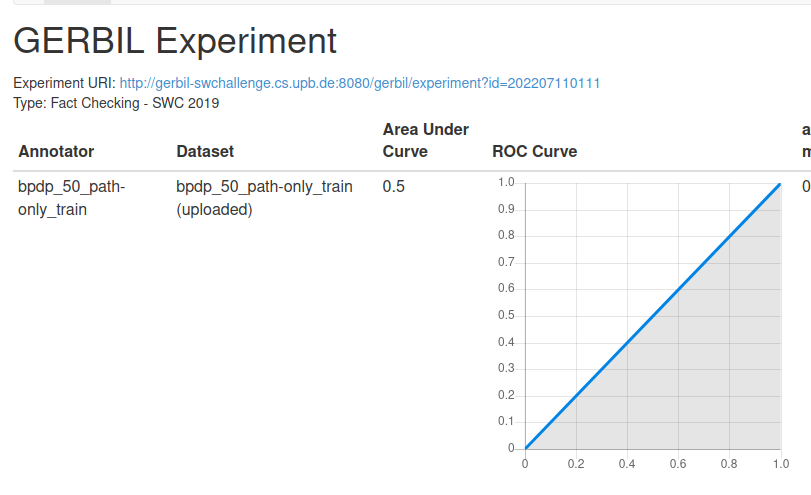 GERBIL Experiment
Experiment URI: http://gerbil-swchallenge.cs.upb.de:8080/gerbil/experiment?id=202207110111
Type: Fact Checking - SWC 2019
Annotator
Dataset
Area Under
Curve
ROC Curve
a
m
bpdp_50_path-
only_train
bpdp_50_path-only_train
(uploaded)
0.5
0
1.0
0.9
0.8
0.7
0.6
0.5
0.4
0.3
0.2
0.1
0
0 0.2 0.4 0.6 0.8 1.0